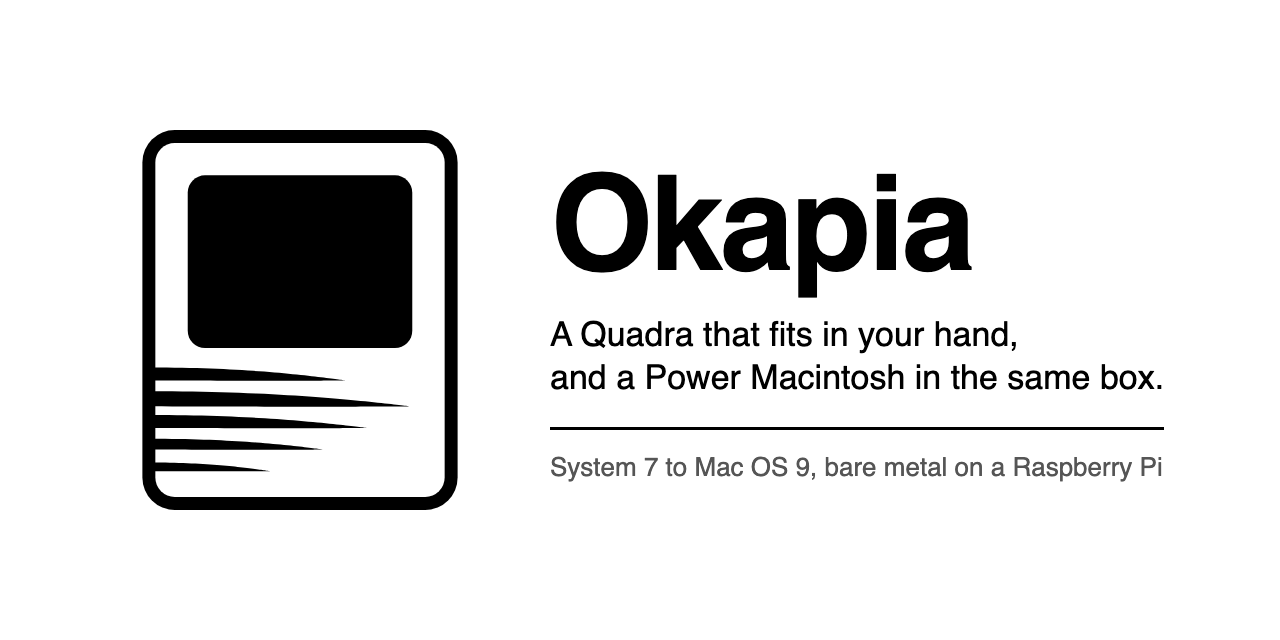 Okapia
A Quadra that fits in your hand,
and a Power Macintosh in the same box.
System 7 to Mac OS 9, bare metal on a Raspberry Pi